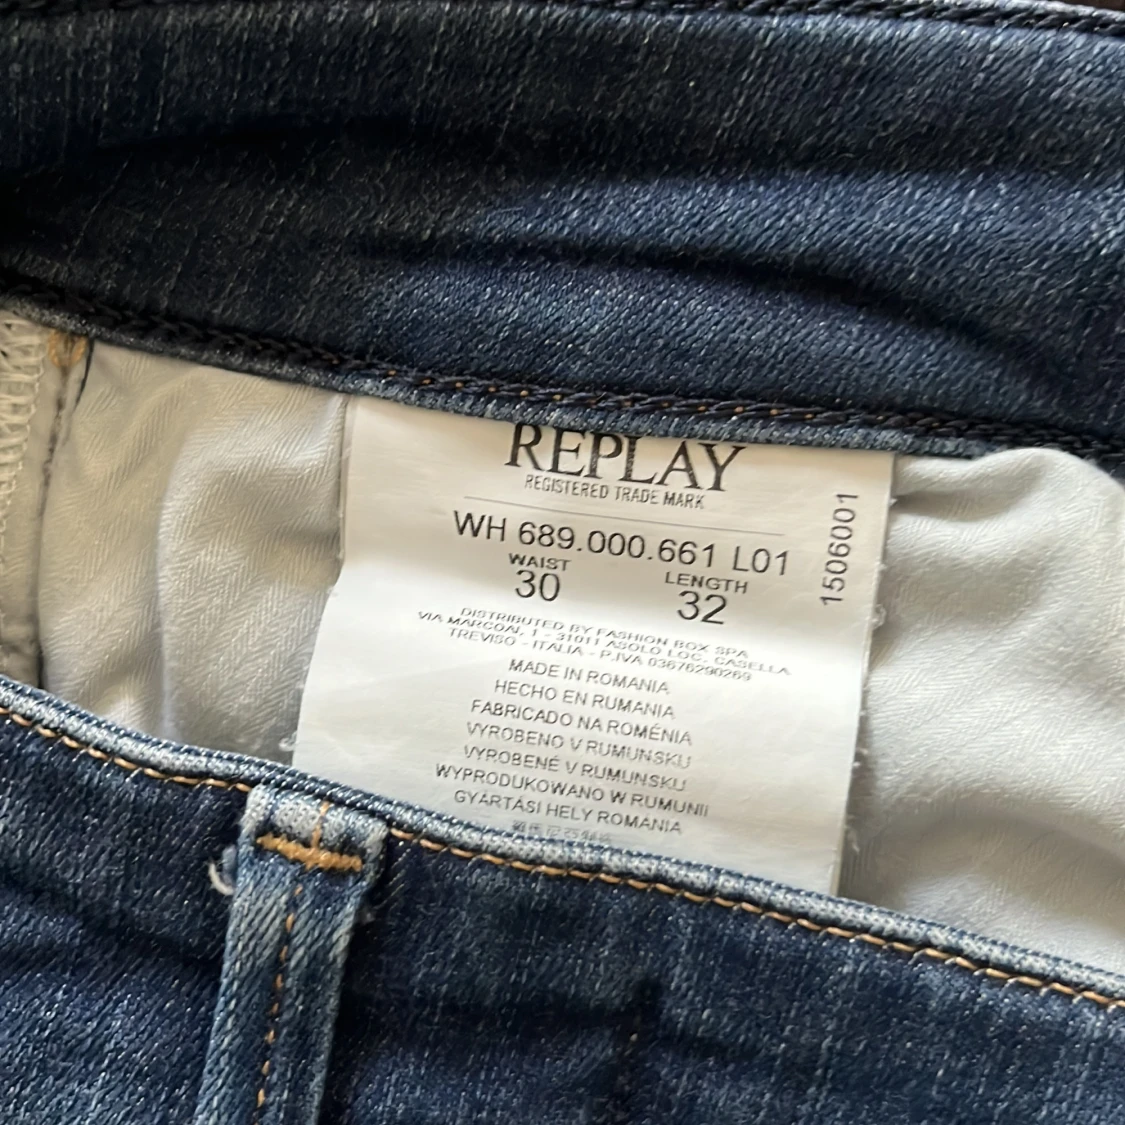 REPLAY
REGISTERED TRADE MARK
WH 689.000.661 L01
WAIST LENGTH
30 32
1506001
DISTRIBUTED BY FASHION BOX SPA
VIA MARCONI, 1 - 31011 ASOLO LOC. CASELLA
TREVISO - ITALIA - P.IVA 03676290269
MADE IN ROMANIA
HECHO EN RUMANIA
FABRICADO NA ROMÉNIA
VYROBENO V RUMUNSKU
VYROBENÉ V RUMUNSKU
WYPRODUKOWANO W RUMUNII
GYÁRTÁSI HELY ROMANIA